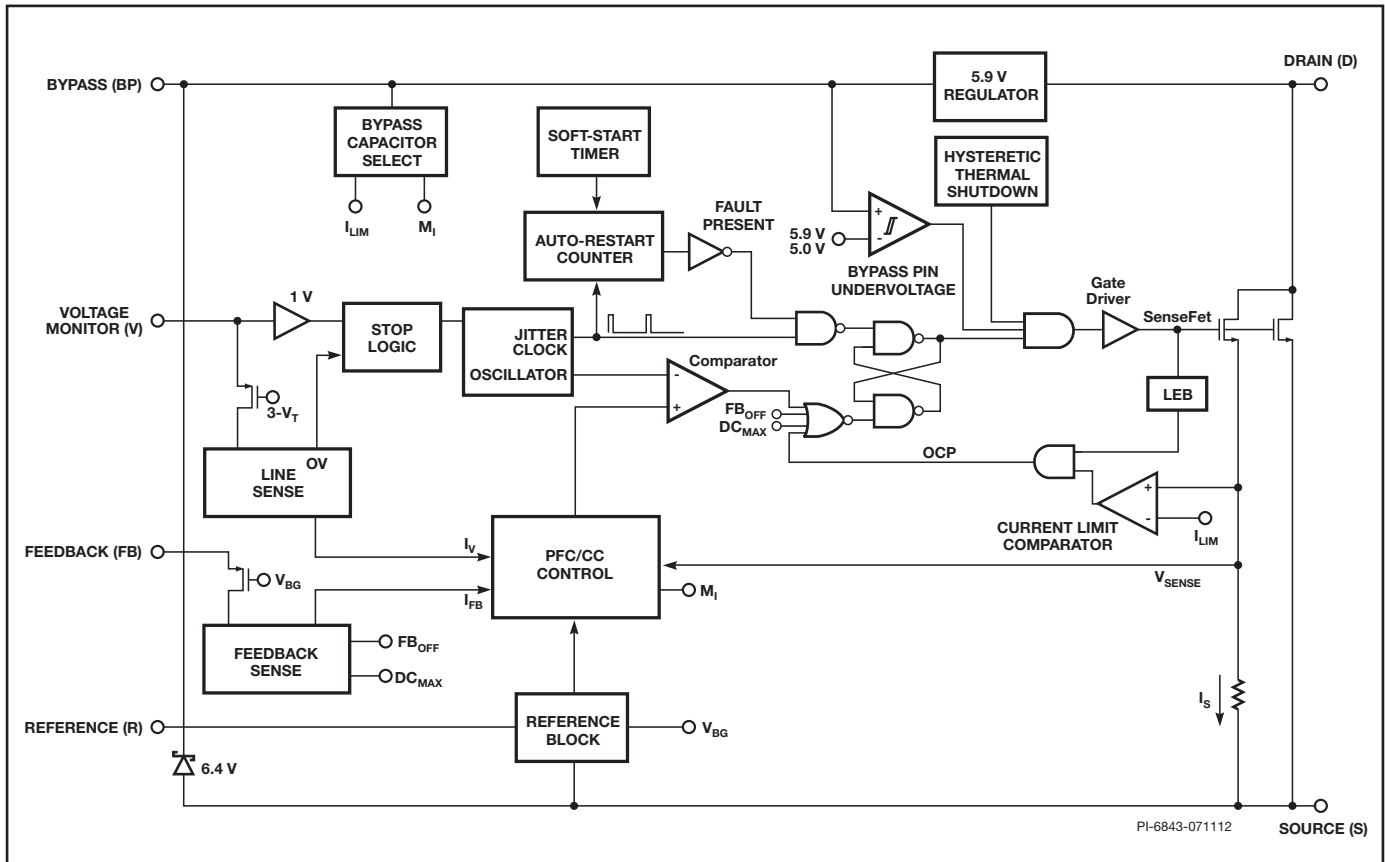 BYPASS (BP)
DRAIN (D)
5.9 V
REGULATOR
BYPASS
CAPACITOR
SELECT
SOFT-START
TIMER
HYSTERETIC
THERMAL
SHUTDOWN
I_LIM
M_I
FAULT
PRESENT
AUTO-RESTART
COUNTER
+
-
5.9 V
5.0 V
BYPASS PIN
UNDERVOLTAGE
Gate
Driver
SenseFet
VOLTAGE
MONITOR (V)
1 V
STOP
LOGIC
JITTER
CLOCK
OSCILLATOR
Comparator
-
+
3-V_T
FB_OFF
DC_MAX
LEB
OCP
OV
LINE
SENSE
+
-
CURRENT LIMIT
COMPARATOR
I_LIM
FEEDBACK (FB)
V_BG
I_V
I_FB
PFC/CC
CONTROL
M_I
V_SENSE
FEEDBACK
SENSE
FB_OFF
DC_MAX
I_S
REFERENCE (R)
REFERENCE
BLOCK
V_BG
6.4 V
PI-6843-071112
SOURCE (S)